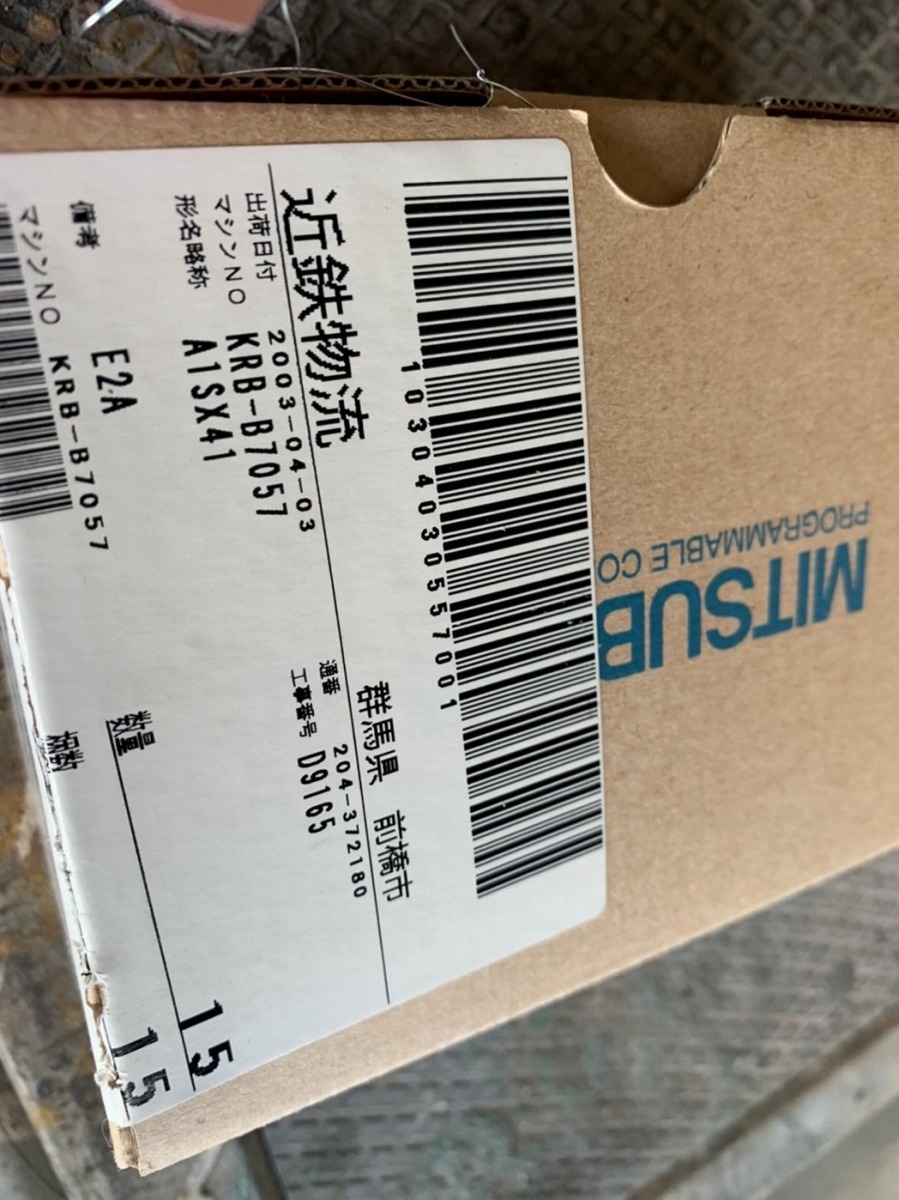 10304030557001
近鉄物流
群馬県 前橋市
出荷日付 2003-04-03
通番 204-372180
マシンNO KRB-B7057
工事番号 D9165
形名略称 A1SX41
数量 15
備考 E2A
15
マシンNO KRB-B7057
MITSUB
PROGRAMMABLE CO